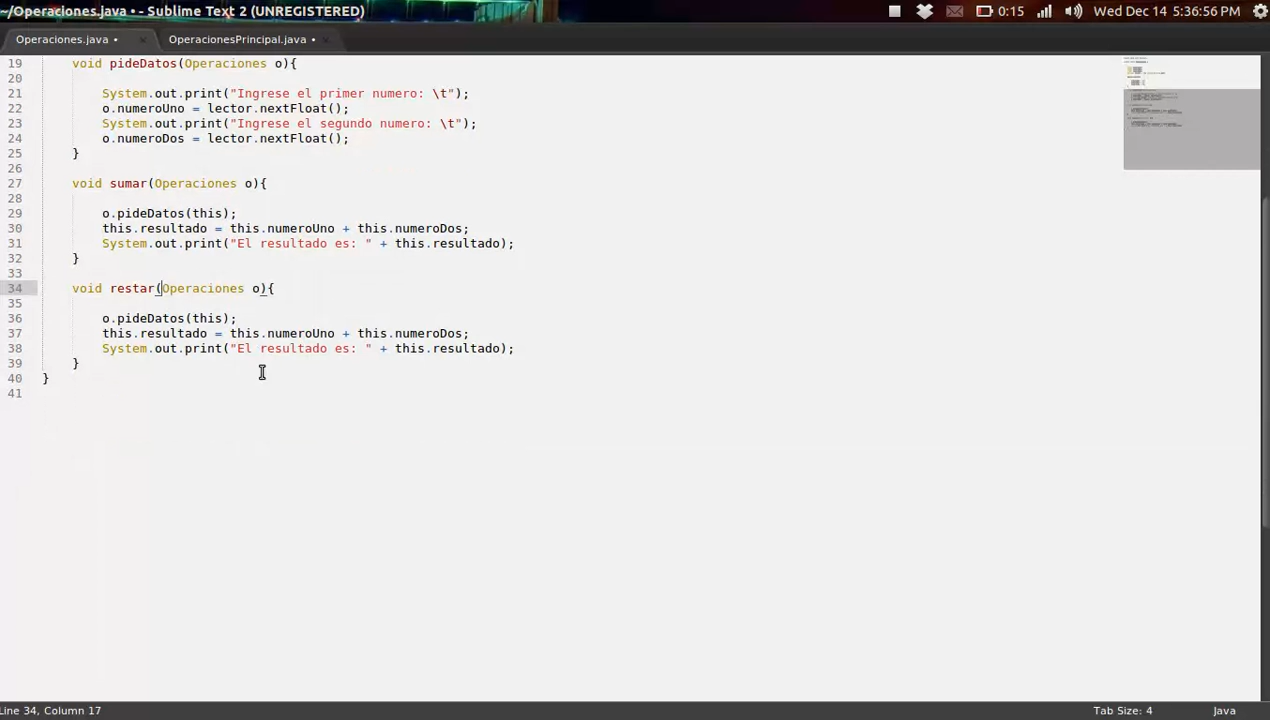 ~/Operaciones.java • - Sublime Text 2 (UNREGISTERED)
0:15
Wed Dec 14 5:36:56 PM
Operaciones.java •
OperacionesPrincipal.java •
19 void pideDatos(Operaciones o){
20
21 System.out.print("Ingrese el primer numero: \t");
22 o.numeroUno = lector.nextFloat();
23 System.out.print("Ingrese el segundo numero: \t");
24 o.numeroDos = lector.nextFloat();
25 }
26
27 void sumar(Operaciones o){
28
29 o.pideDatos(this);
30 this.resultado = this.numeroUno + this.numeroDos;
31 System.out.print("El resultado es: " + this.resultado);
32 }
33
34 void restar(Operaciones o){
35
36 o.pideDatos(this);
37 this.resultado = this.numeroUno + this.numeroDos;
38 System.out.print("El resultado es: " + this.resultado);
39 }
40 }
41
Line 34, Column 17
Tab Size: 4
Java